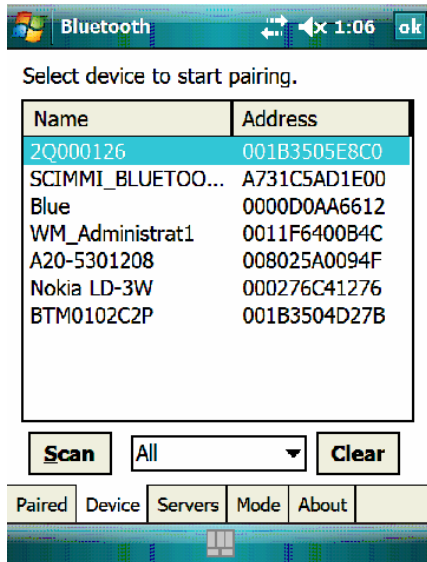 Bluetooth 1:06 ok
Select device to start pairing.
Name Address
2Q000126 001B3505E8C0
SCIMMI_BLUETOO... A731C5AD1E00
Blue 0000D0AA6612
WM_Administrat1 0011F6400B4C
A20-5301208 008025A0094F
Nokia LD-3W 000276C41276
BTM0102C2P 001B3504D27B
Scan All Clear
Paired Device Servers Mode About